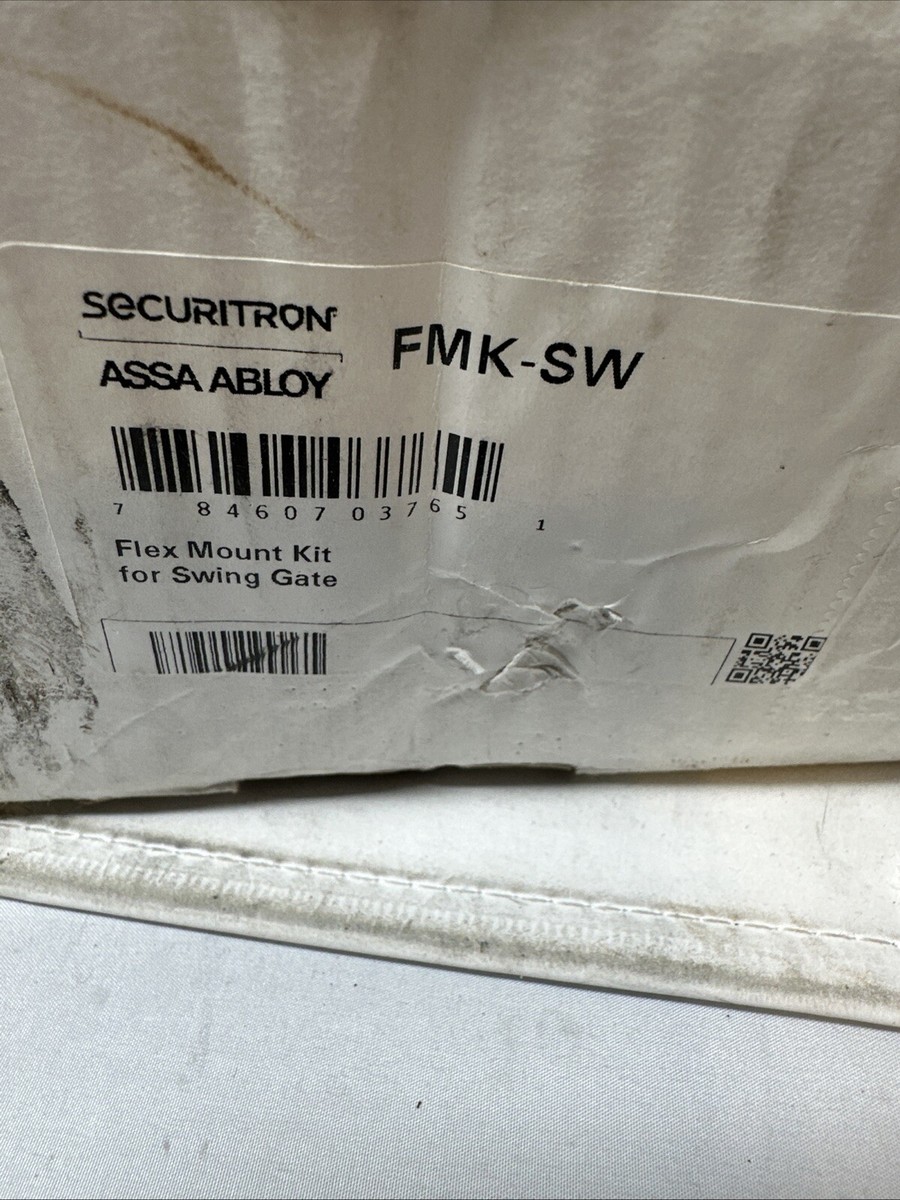 SECURITRON
ASSA ABLOY
FMK-SW
7 84607 03765 1
Flex Mount Kit
for Swing Gate